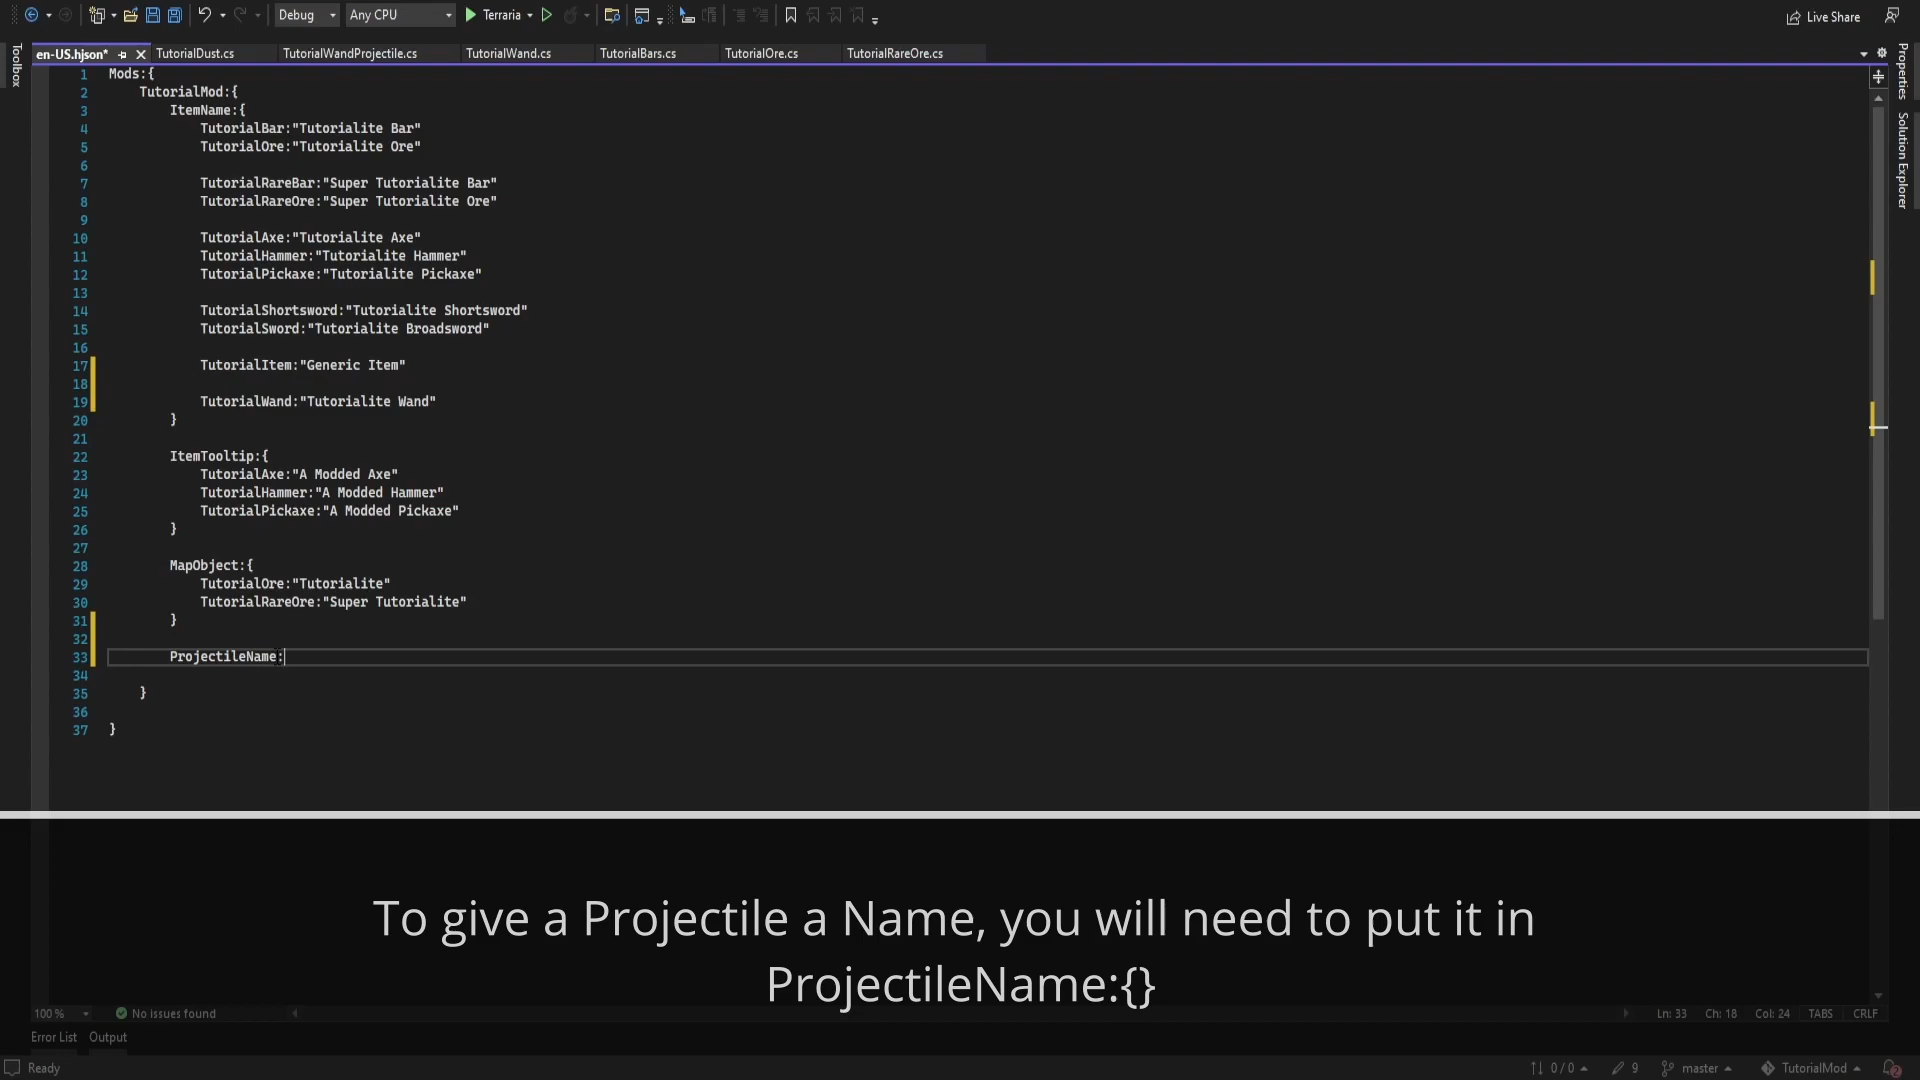 Debug
Any CPU
Terraria
Live Share
Toolbox
en-US.hjson*
TutorialDust.cs
TutorialWandProjectile.cs
TutorialWand.cs
TutorialBars.cs
TutorialOre.cs
TutorialRareOre.cs
Properties
Solution Explorer
1 Mods:{
2 TutorialMod:{
3 ItemName:{
4 TutorialBar:"Tutorialite Bar"
5 TutorialOre:"Tutorialite Ore"
6
7 TutorialRareBar:"Super Tutorialite Bar"
8 TutorialRareOre:"Super Tutorialite Ore"
9
10 TutorialAxe:"Tutorialite Axe"
11 TutorialHammer:"Tutorialite Hammer"
12 TutorialPickaxe:"Tutorialite Pickaxe"
13
14 TutorialShortsword:"Tutorialite Shortsword"
15 TutorialSword:"Tutorialite Broadsword"
16
17 TutorialItem:"Generic Item"
18
19 TutorialWand:"Tutorialite Wand"
20 }
21
22 ItemTooltip:{
23 TutorialAxe:"A Modded Axe"
24 TutorialHammer:"A Modded Hammer"
25 TutorialPickaxe:"A Modded Pickaxe"
26 }
27
28 MapObject:{
29 TutorialOre:"Tutorialite"
30 TutorialRareOre:"Super Tutorialite"
31 }
32
33 ProjectileName:
34
35 }
36
37 }
To give a Projectile a Name, you will need to put it in
ProjectileName:{}
100 %
No issues found
Ln: 33
Ch: 18
Col: 24
TABS
CRLF
Error List
Output
Ready
0 / 0
9
master
TutorialMod
2